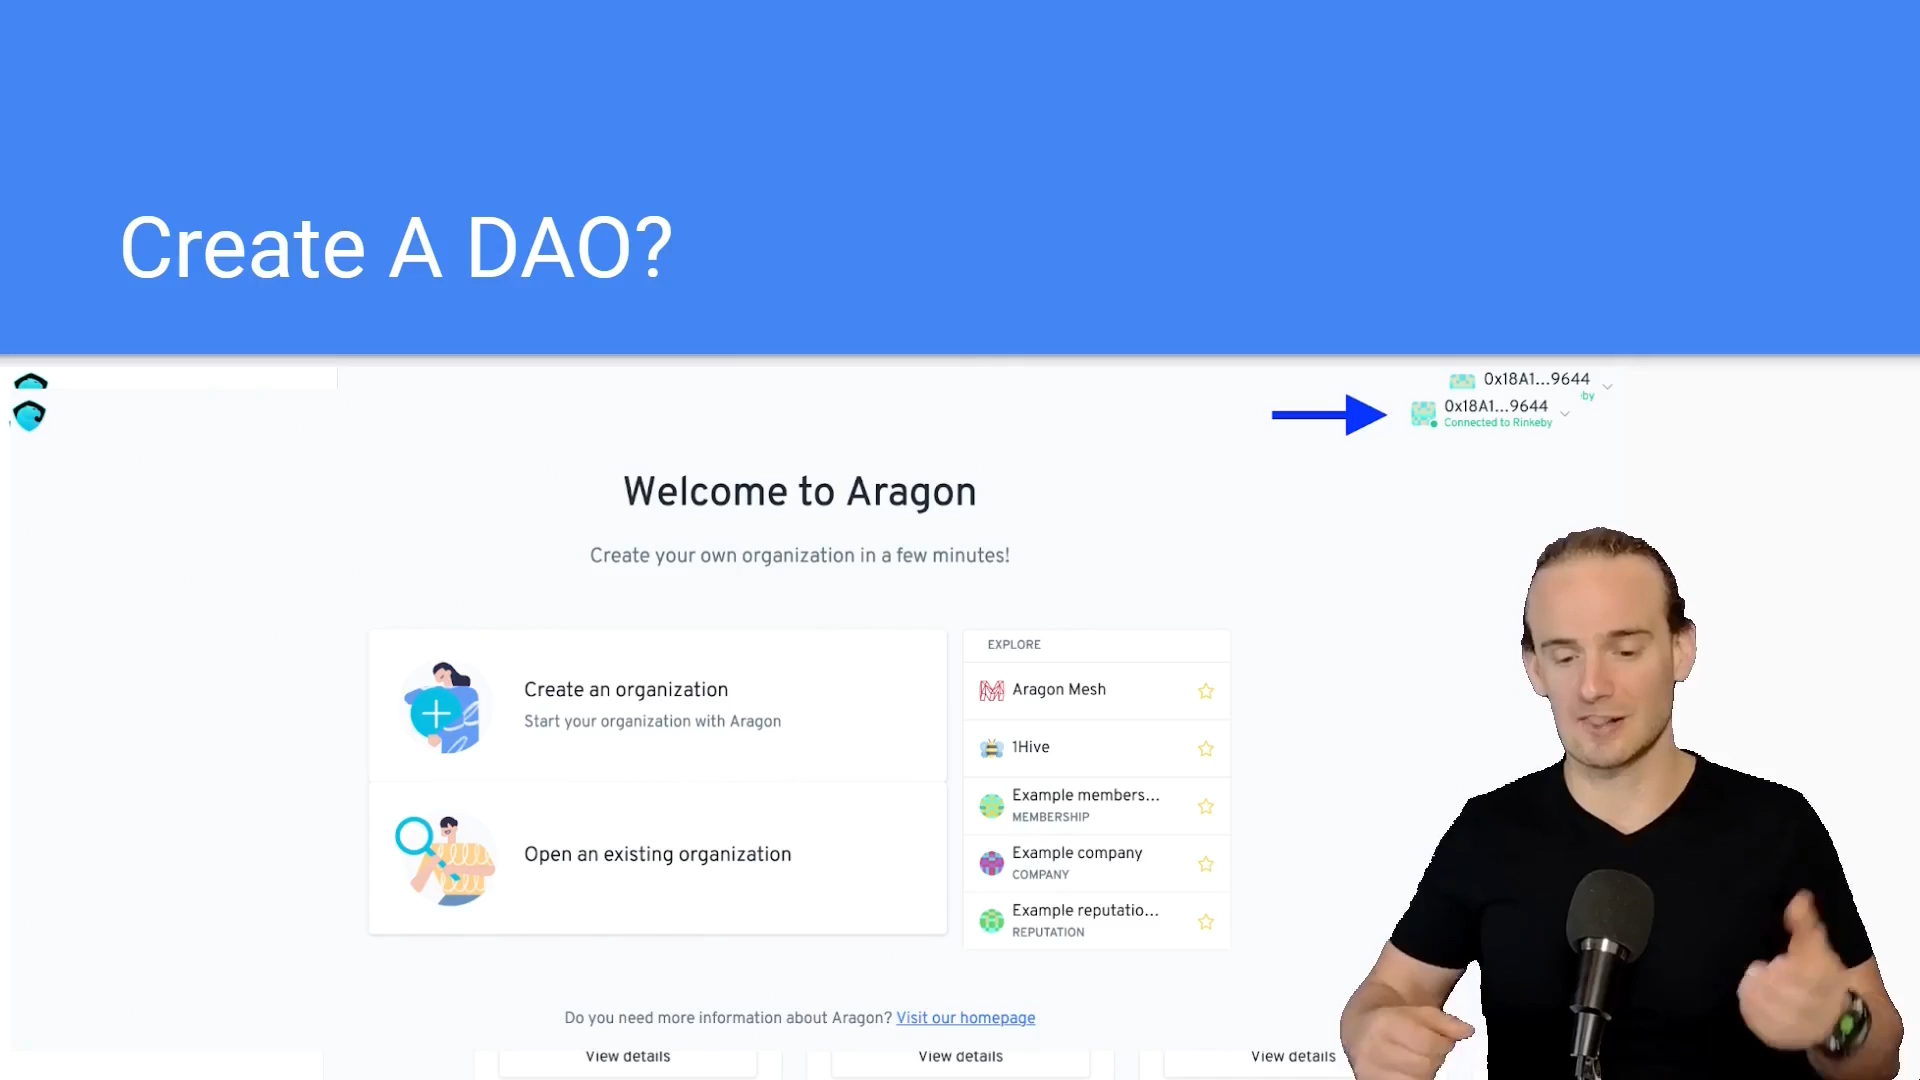 Create A DAO?
0x18A1...9644
by
0x18A1...9644
Connected to Rinkeby
Welcome to Aragon
Create your own organization in a few minutes!
Create an organization
Start your organization with Aragon
Open an existing organization
EXPLORE
Aragon Mesh
1Hive
Example members...
MEMBERSHIP
Example company
COMPANY
Example reputatio...
REPUTATION
Do you need more information about Aragon? Visit our homepage
View details
View details
View details